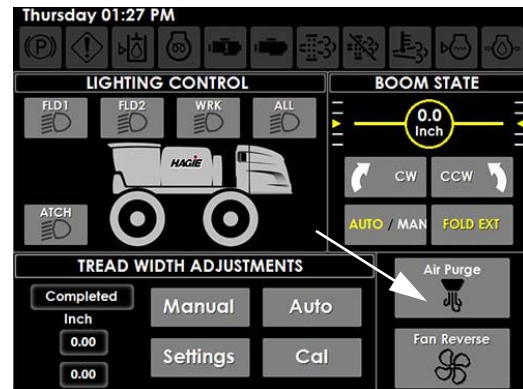 Thursday 01:27 PM
LIGHTING CONTROL
FLD1
FLD2
WRK
ALL
HAGIE
ATCH
BOOM STATE
0.0
Inch
CW
CCW
AUTO / MAN
FOLD EXT
TREAD WIDTH ADJUSTMENTS
Completed
Inch
0.00
0.00
Manual
Auto
Settings
Cal
Air Purge
Fan Reverse